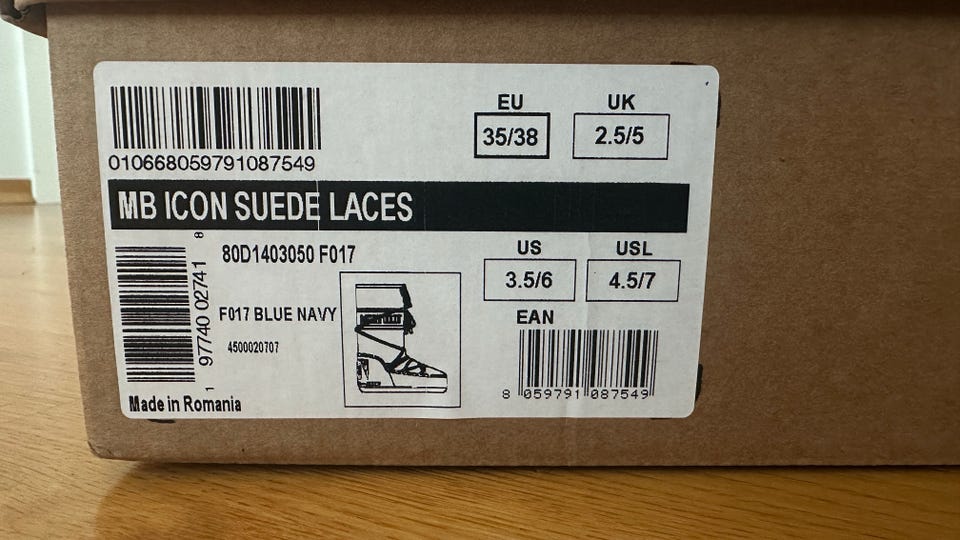 EU
UK
35/38
2.5/5
010668059791087549
MB ICON SUEDE LACES
80D1403050 F017
US
USL
3.5/6
4.5/7
F017 BLUE NAVY
4500020707
EAN
1 97740 02741 8
8 059791 087549
Made in Romania